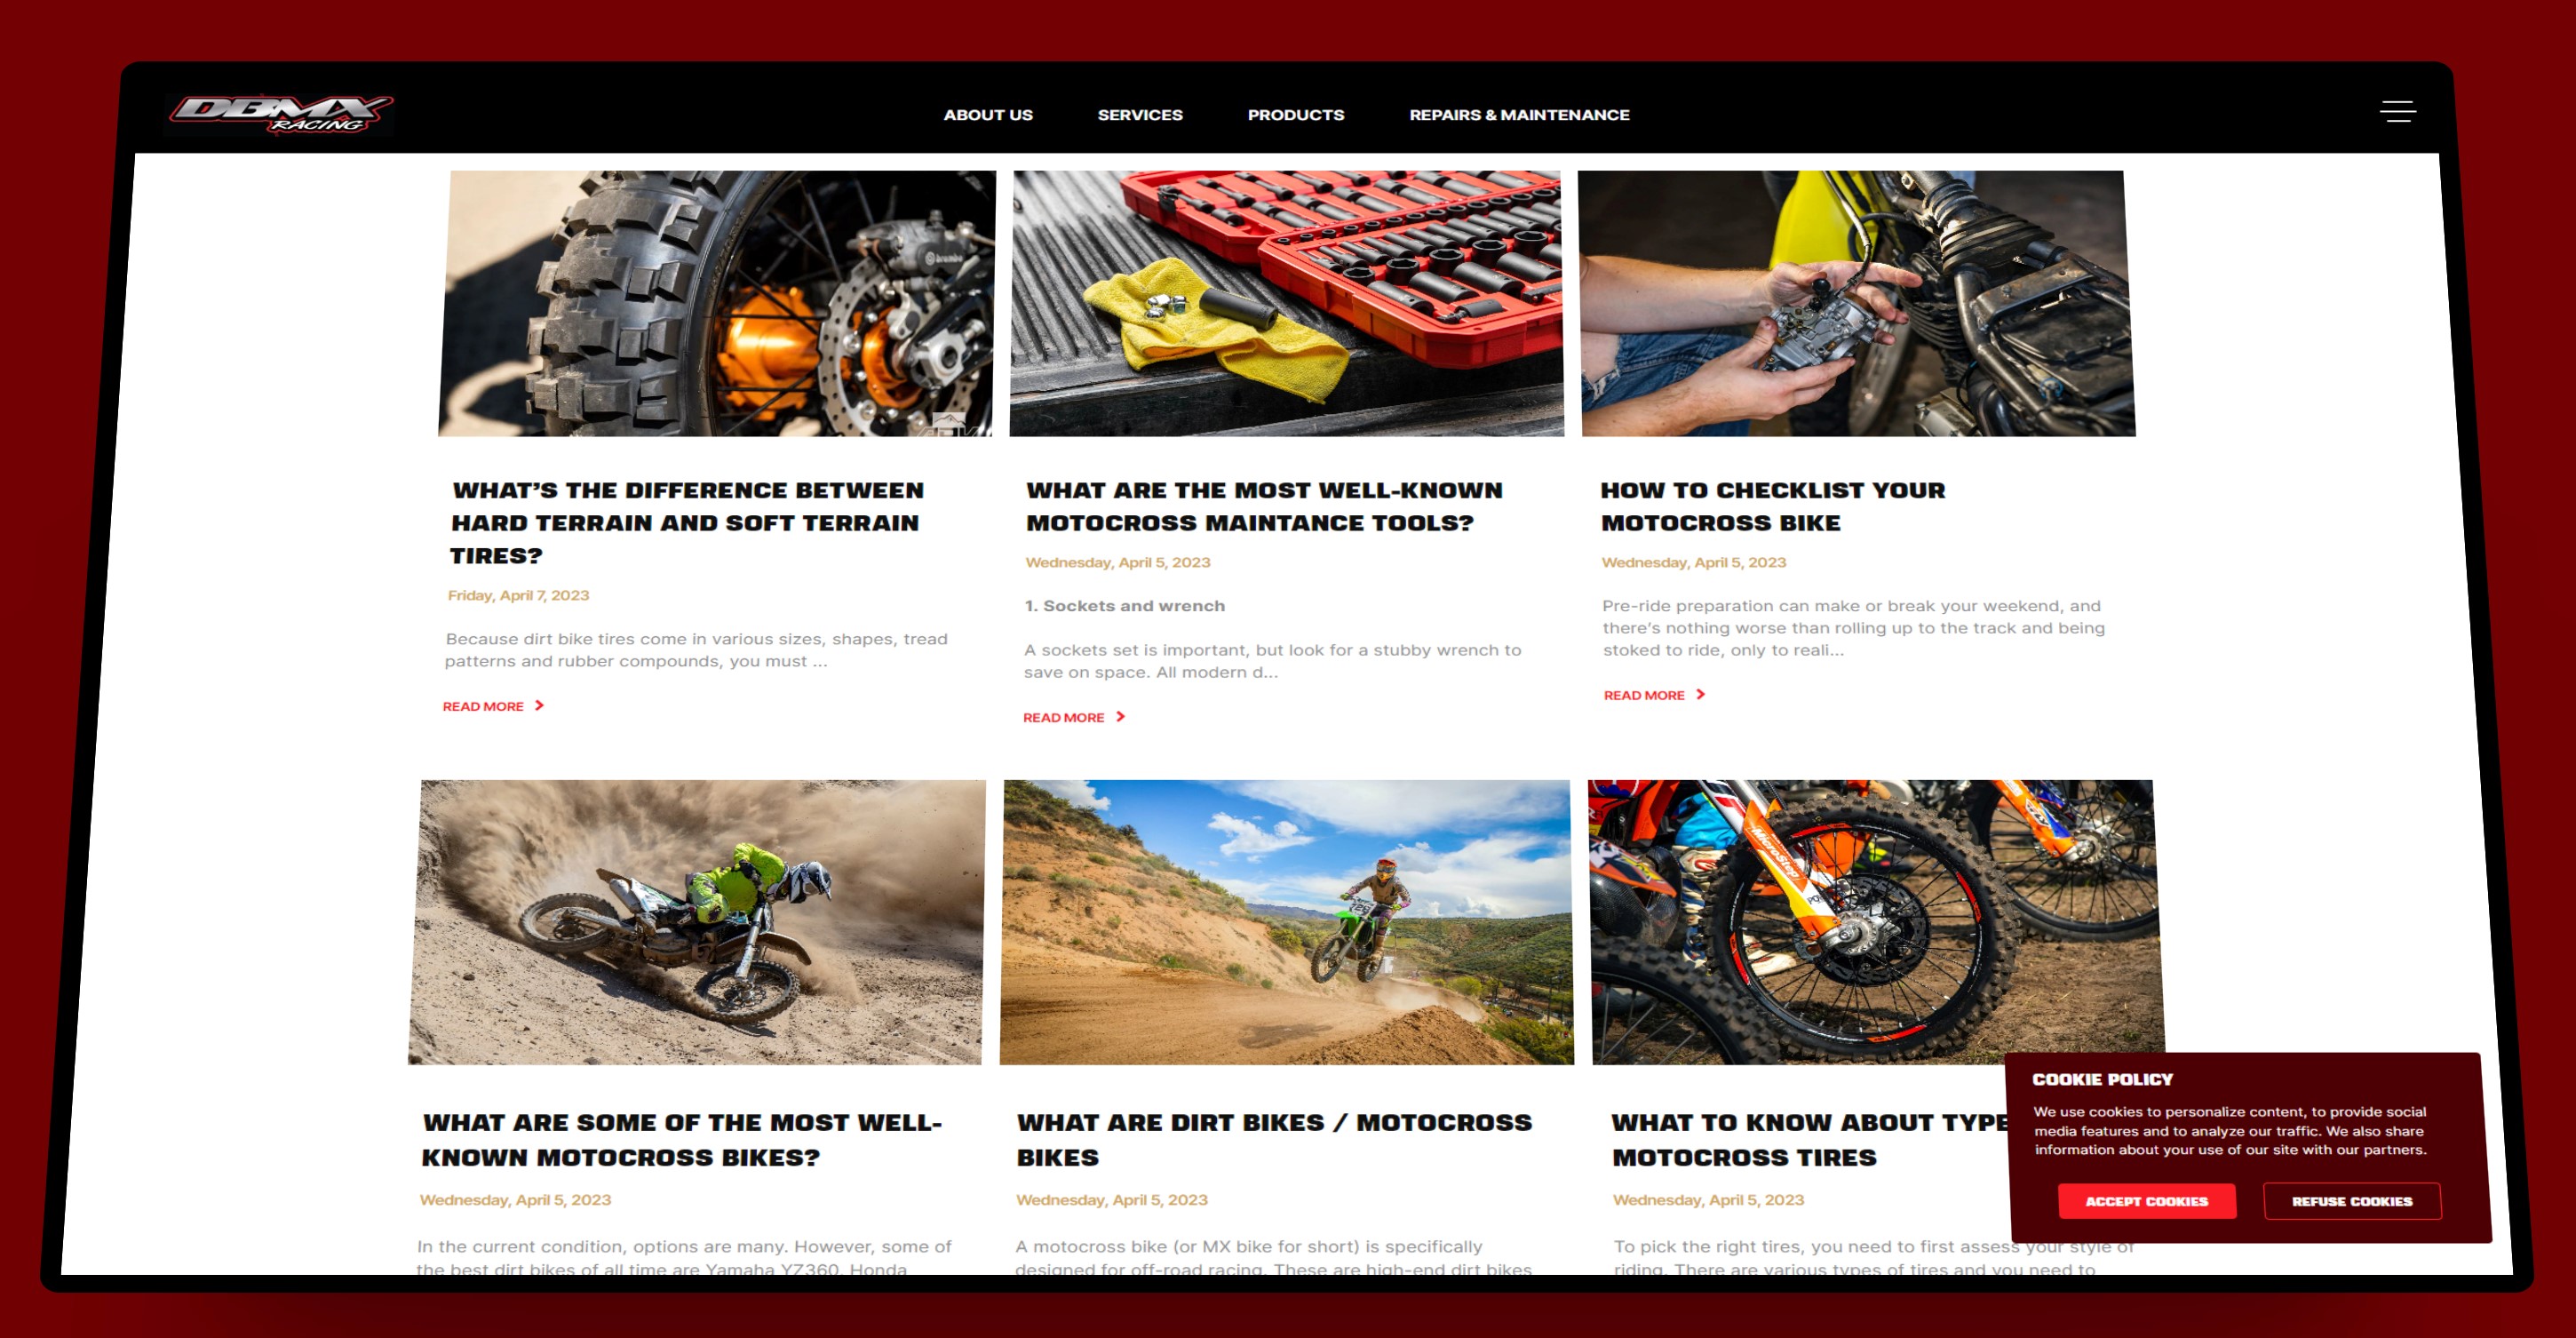 DBMX
RACING
ABOUT US
SERVICES
PRODUCTS
REPAIRS & MAINTENANCE
brembo
WHAT'S THE DIFFERENCE BETWEEN
HARD TERRAIN AND SOFT TERRAIN
TIRES?
Friday, April 7, 2023
Because dirt bike tires come in various sizes, shapes, tread
patterns and rubber compounds, you must ...
READ MORE
WHAT ARE THE MOST WELL-KNOWN
MOTOCROSS MAINTANCE TOOLS?
Wednesday, April 5, 2023
1. Sockets and wrench
A sockets set is important, but look for a stubby wrench to
save on space. All modern d...
READ MORE
HOW TO CHECKLIST YOUR
MOTOCROSS BIKE
Wednesday, April 5, 2023
Pre-ride preparation can make or break your weekend, and
there's nothing worse than rolling up to the track and being
stoked to ride, only to reali...
READ MORE
WHAT ARE SOME OF THE MOST WELL-
KNOWN MOTOCROSS BIKES?
Wednesday, April 5, 2023
In the current condition, options are many. However, some of
the best dirt bikes of all time are Yamaha YZ360, Honda
WHAT ARE DIRT BIKES / MOTOCROSS
BIKES
Wednesday, April 5, 2023
A motocross bike (or MX bike for short) is specifically
designed for off-road racing. These are high-end dirt bikes
MicroStop
WHAT TO KNOW ABOUT TYPE
MOTOCROSS TIRES
Wednesday, April 5, 2023
To pick the right tires, you need to first assess your style of
riding. There are various types of tires and you need to
COOKIE POLICY
We use cookies to personalize content, to provide social
media features and to analyze our traffic. We also share
information about your use of our site with our partners.
ACCEPT COOKIES
REFUSE COOKIES